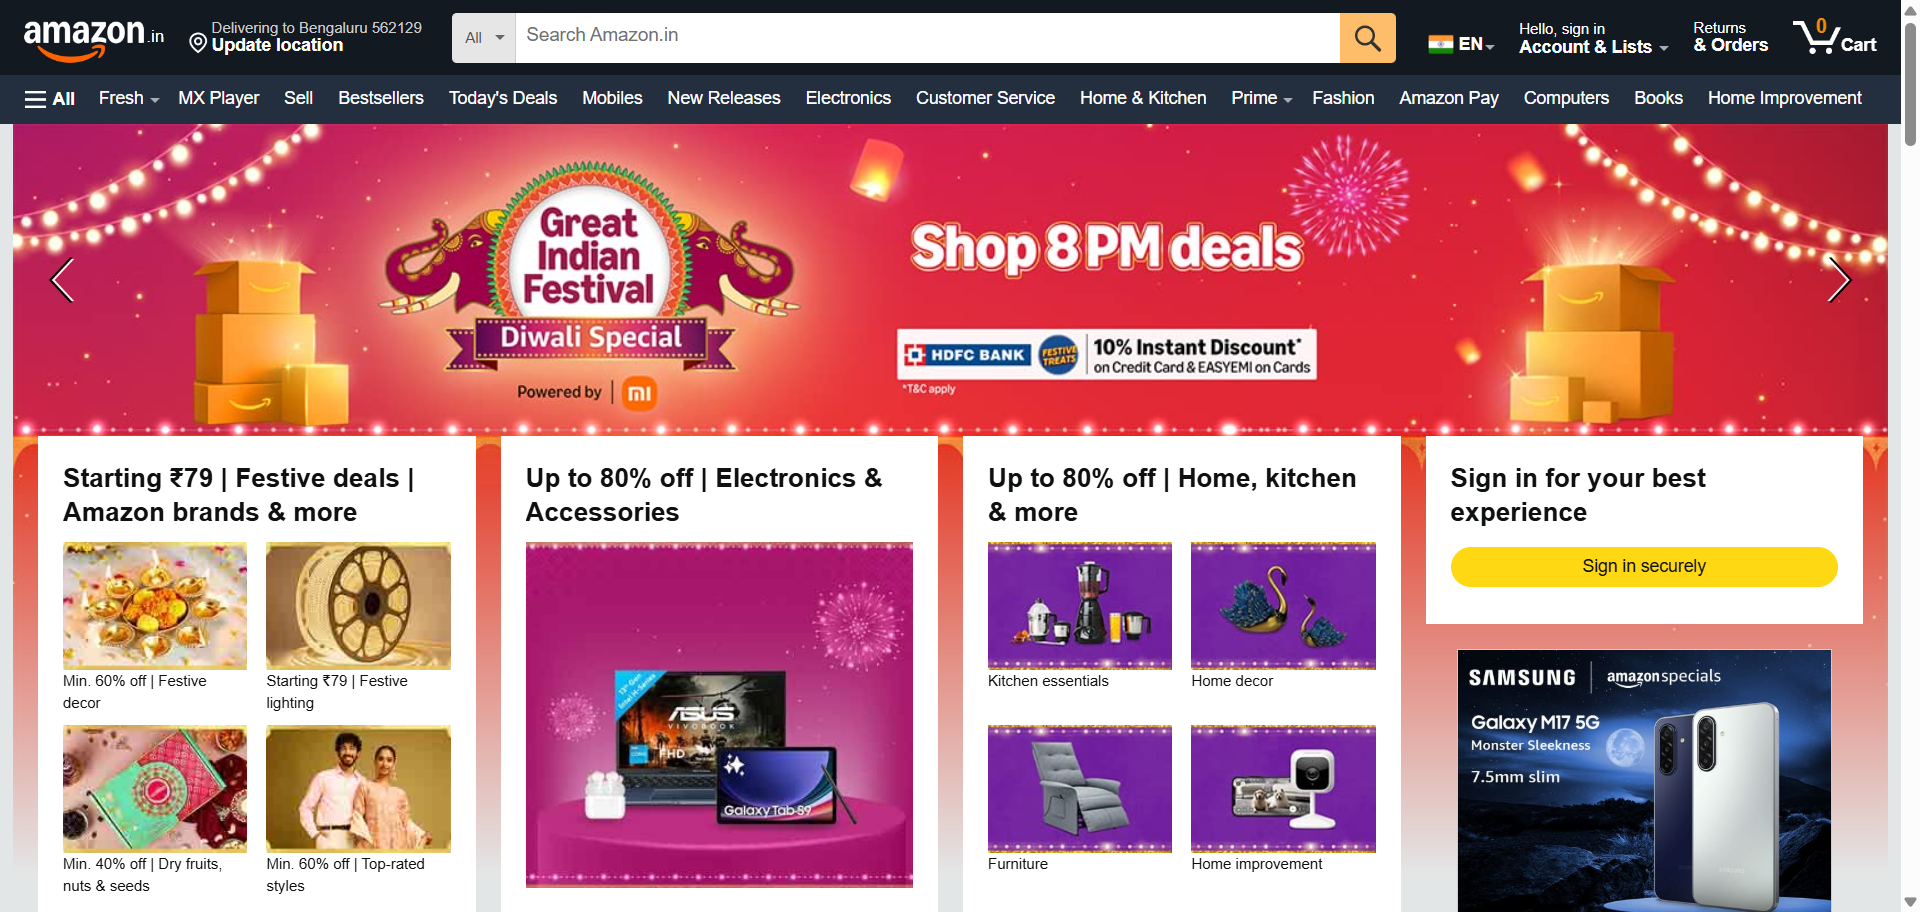 amazon.in
Delivering to Bengaluru 562129
Update location
All
Search Amazon.in
EN
Hello, sign in
Account & Lists
Returns
& Orders
0
Cart
All
Fresh
MX Player
Sell
Bestsellers
Today's Deals
Mobiles
New Releases
Electronics
Customer Service
Home & Kitchen
Prime
Fashion
Amazon Pay
Computers
Books
Home Improvement
Great
Indian
Festival
Diwali Special
Powered by
mi
Shop 8 PM deals
HDFC BANK
FESTIVE
TREATS
10% Instant Discount*
on Credit Card & EASYEMI on Cards
*T&C apply
Starting ₹79 | Festive deals |
Amazon brands & more
Min. 60% off | Festive
decor
Starting ₹79 | Festive
lighting
Min. 40% off | Dry fruits,
nuts & seeds
Min. 60% off | Top-rated
styles
Up to 80% off | Electronics &
Accessories
13th Gen
Intel H-Series
ASUS
VIVOBOOK
FHD
Galaxy Tab S9
Up to 80% off | Home, kitchen
& more
Kitchen essentials
Home decor
Furniture
Home improvement
Sign in for your best
experience
Sign in securely
SAMSUNG
amazonspecials
Galaxy M17 5G
Monster Sleekness
7.5mm slim